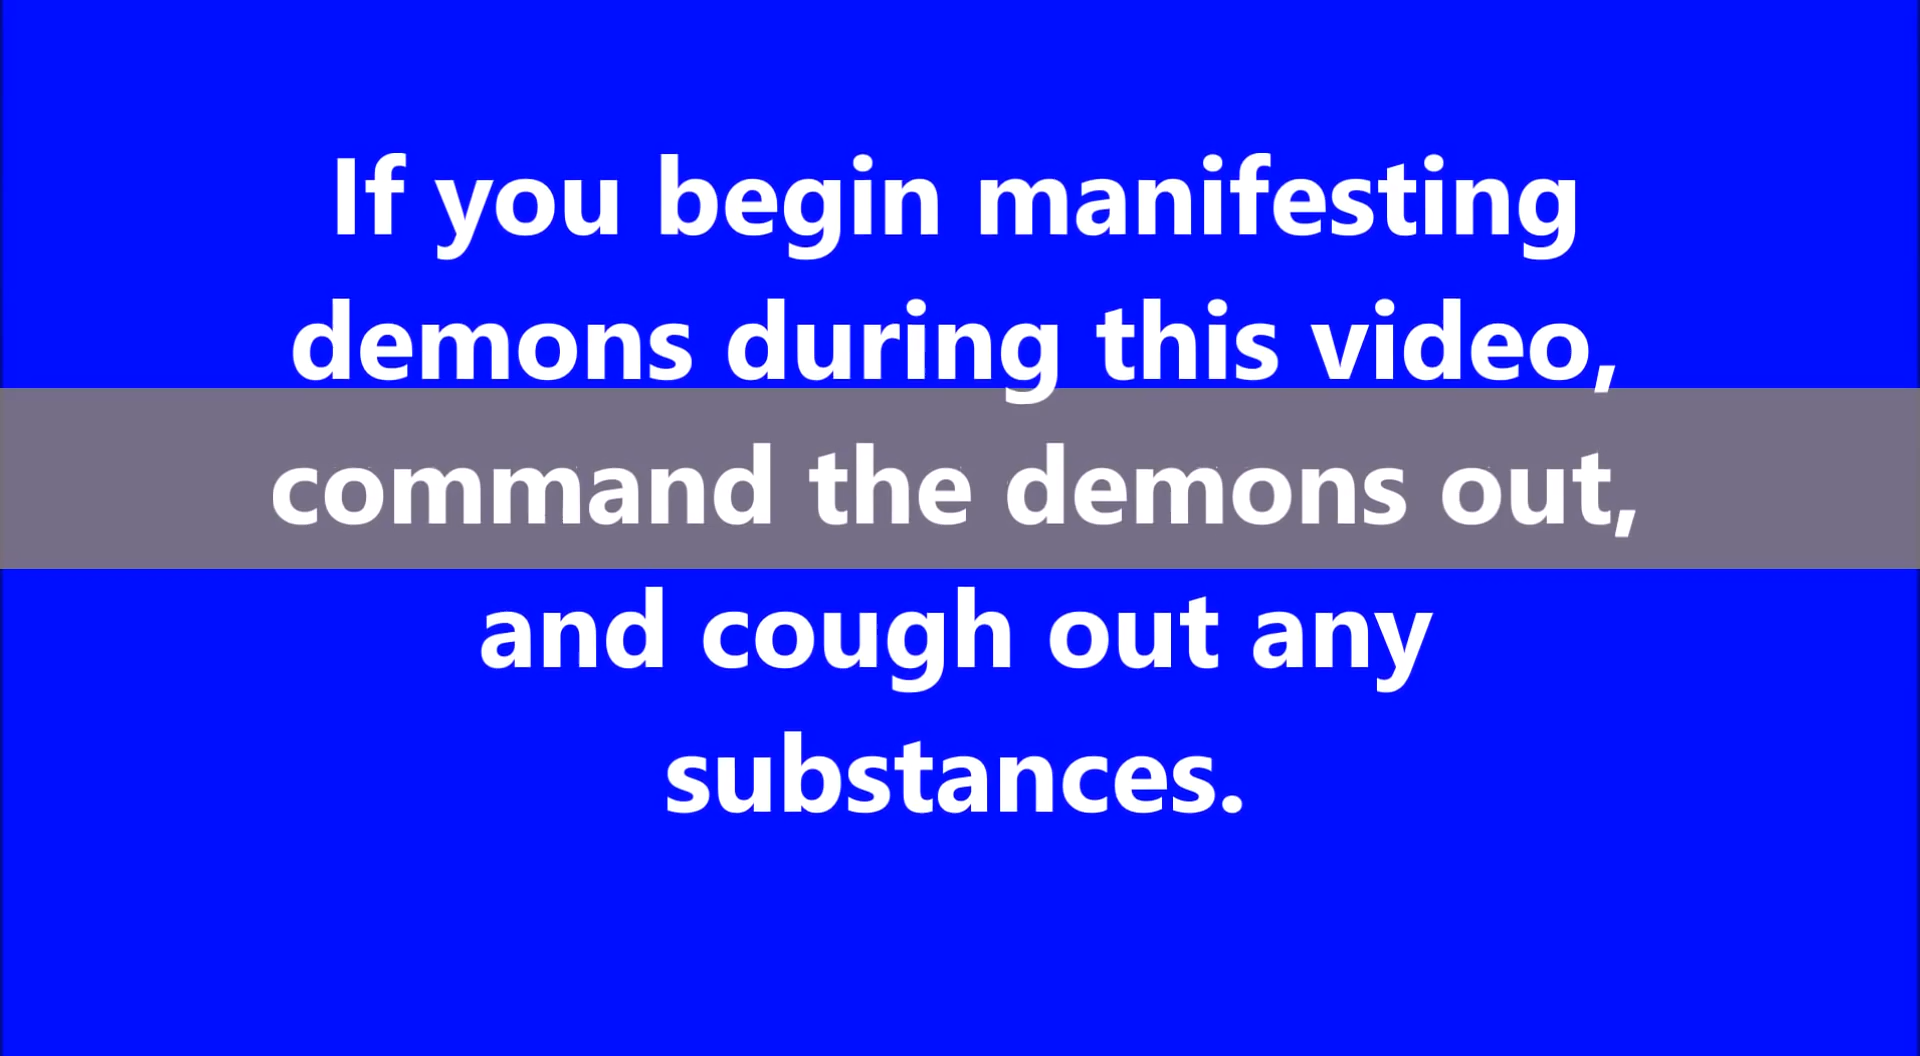 If you begin manifesting
demons during this video,
command the demons out,
and cough out any
substances.